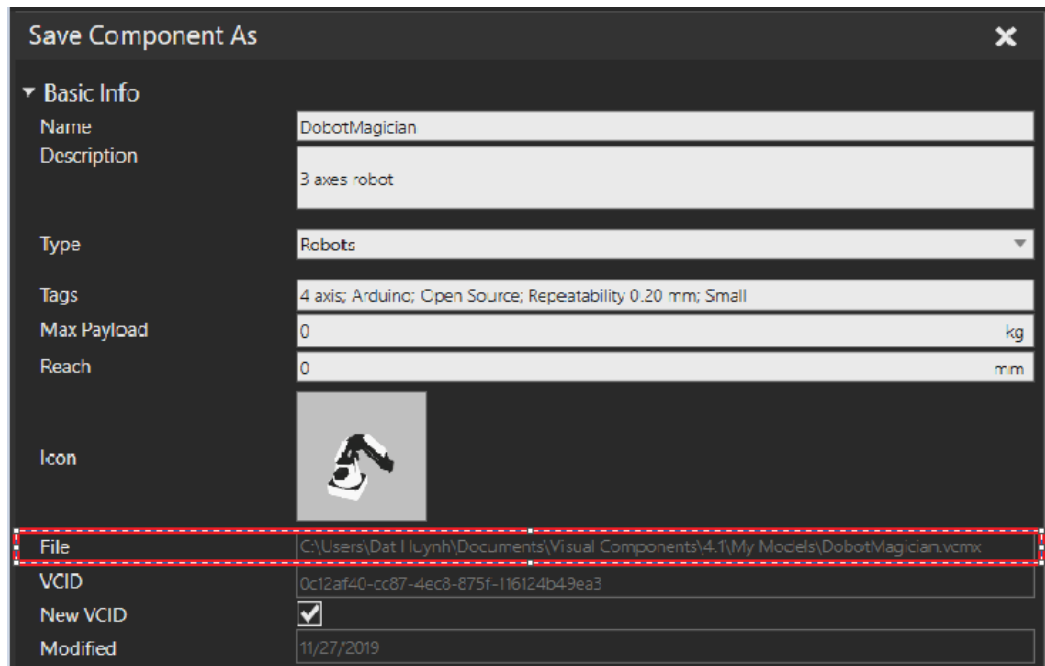 Save Component As
Basic Info
Name DobotMagician
Description 3 axes robot
Type Robots
Tags 4 axis; Arduino; Open Source; Repeatability 0.20 mm; Small
Max Payload 0 kg
Reach 0 mm
Icon
File C:\Users\Dat Huynh\Documents\Visual Components\4.1\My Models\DobotMagician.vcmx
VCID 0c12af40-cc87-4ec8-875f-116124b49ea3
New VCID
Modified 11/27/2019